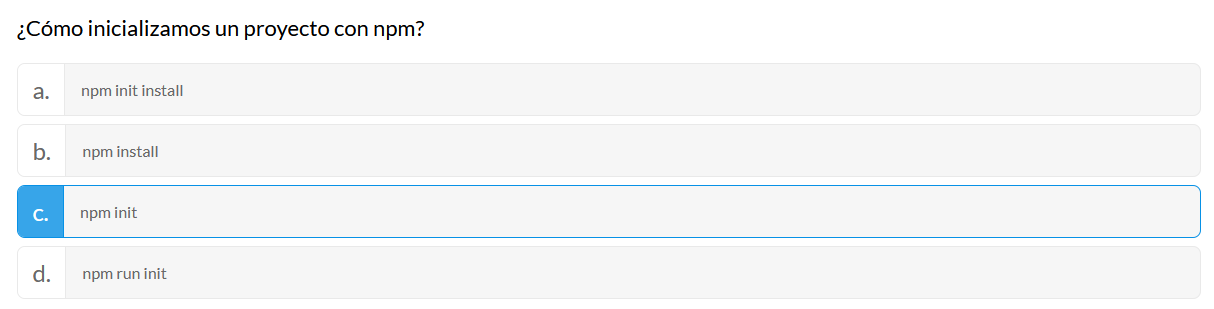 ¿Cómo inicializamos un proyecto con npm?
a. npm init install
b. npm install
c. npm init
d. npm run init